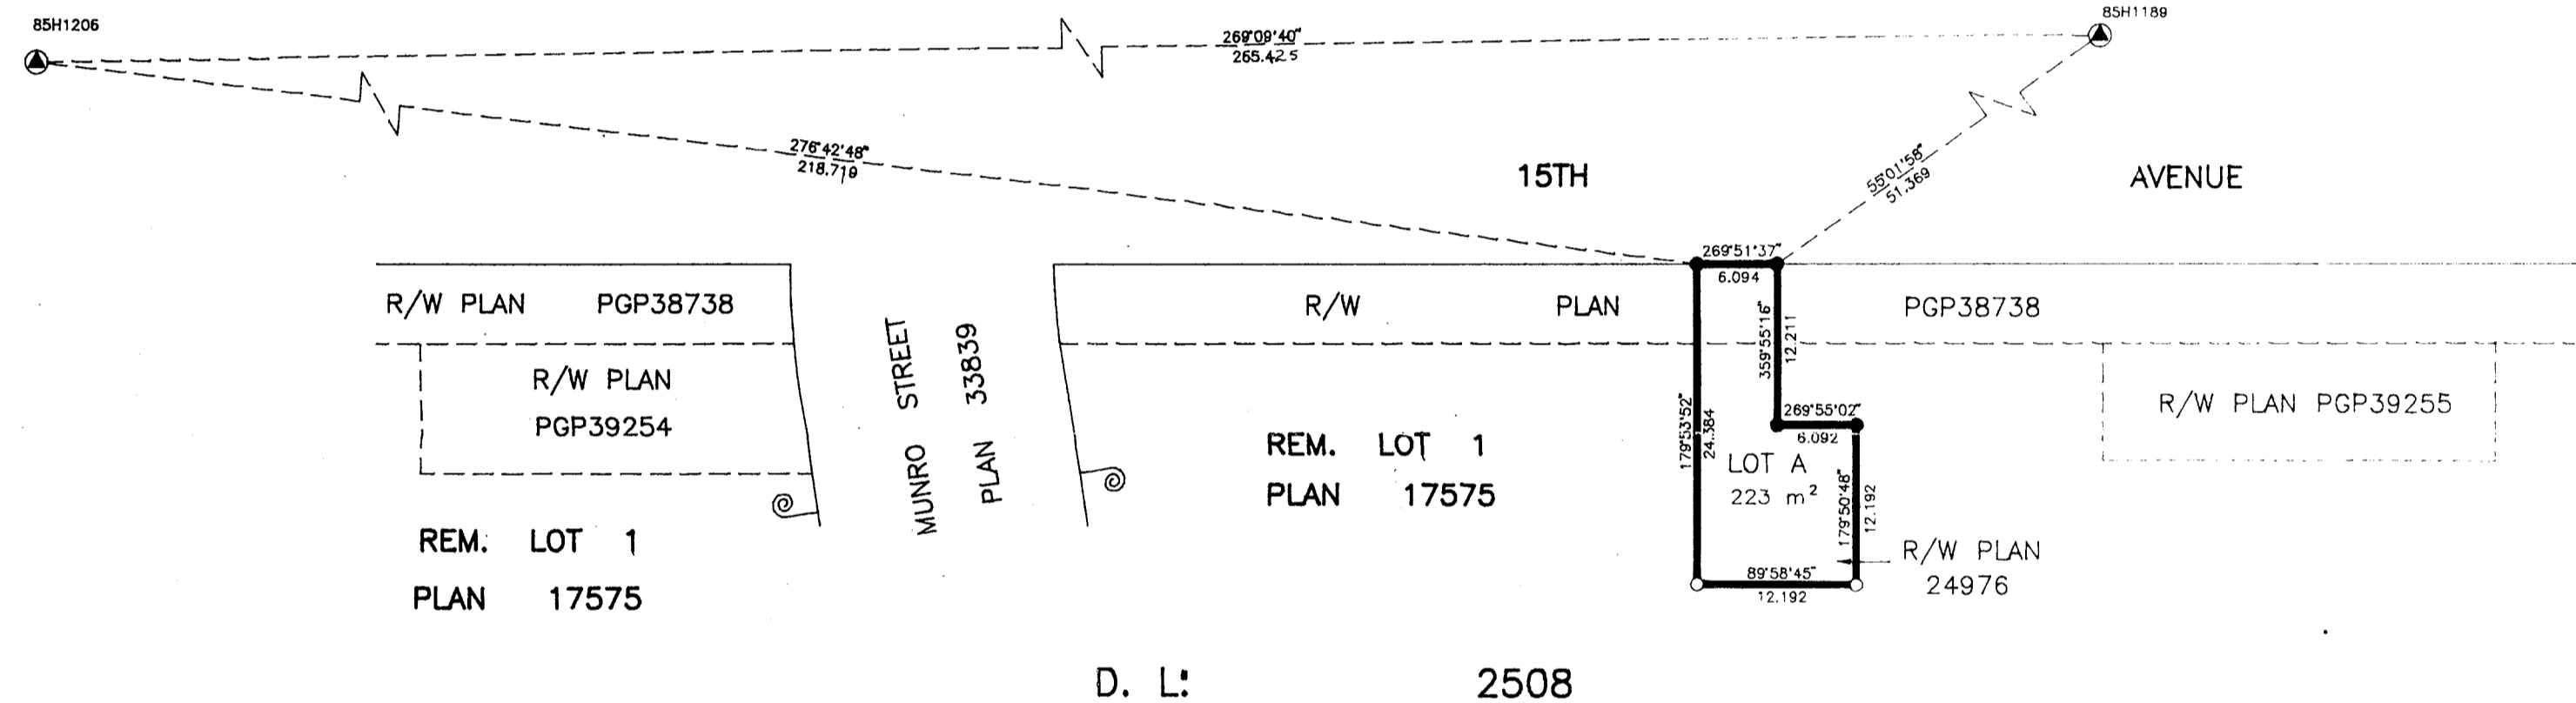 85H1206
85H1189
269°09'40"
265.425
276°42'48"
218.719
55°01'58"
51.369
15TH AVENUE
269°51'37"
6.094
R/W PLAN PGP38738
R/W PLAN PGP38738
359°55'16"
12.211
R/W PLAN
PGP39254
MUNRO STREET
PLAN 33839
R/W PLAN PGP39255
179°53'52"
24.384
269°55'02"
6.092
REM. LOT 1
PLAN 17575
LOT A
223 m²
179°50'48"
12.192
R/W PLAN
24976
REM. LOT 1
PLAN 17575
89°58'45"
12.192
D. L. 2508